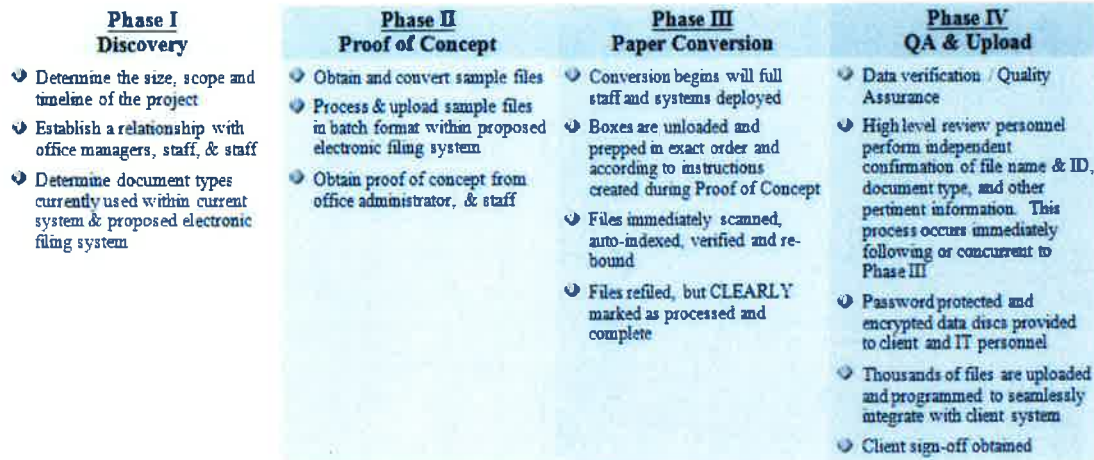 Phase I
Discovery
Determine the size, scope and
timeline of the project
Establish a relationship with
office managers, staff, & staff
Determine document types
currently used within current
system & proposed electronic
filing system
Phase II
Proof of Concept
Obtain and convert sample files
Process & upload sample files
in batch format within proposed
electronic filing system
Obtain proof of concept from
office administrator, & staff
Phase III
Paper Conversion
Conversion begins will full
staff and systems deployed
Boxes are unloaded and
prepped in exact order and
according to instructions
created during Proof of Concept
Files immediately scanned,
auto-indexed, verified and re-
bound
Files refiled, but CLEARLY
marked as processed and
complete
Phase IV
QA & Upload
Data verification / Quality
Assurance
High level review personnel
perform independent
confirmation of file name & ID,
document type, and other
pertinent information. This
process occurs immediately
following or concurrent to
Phase III
Password protected and
encrypted data discs provided
to client and IT personnel
Thousands of files are uploaded
and programmed to seamlessly
integrate with client system
Client sign-off obtained